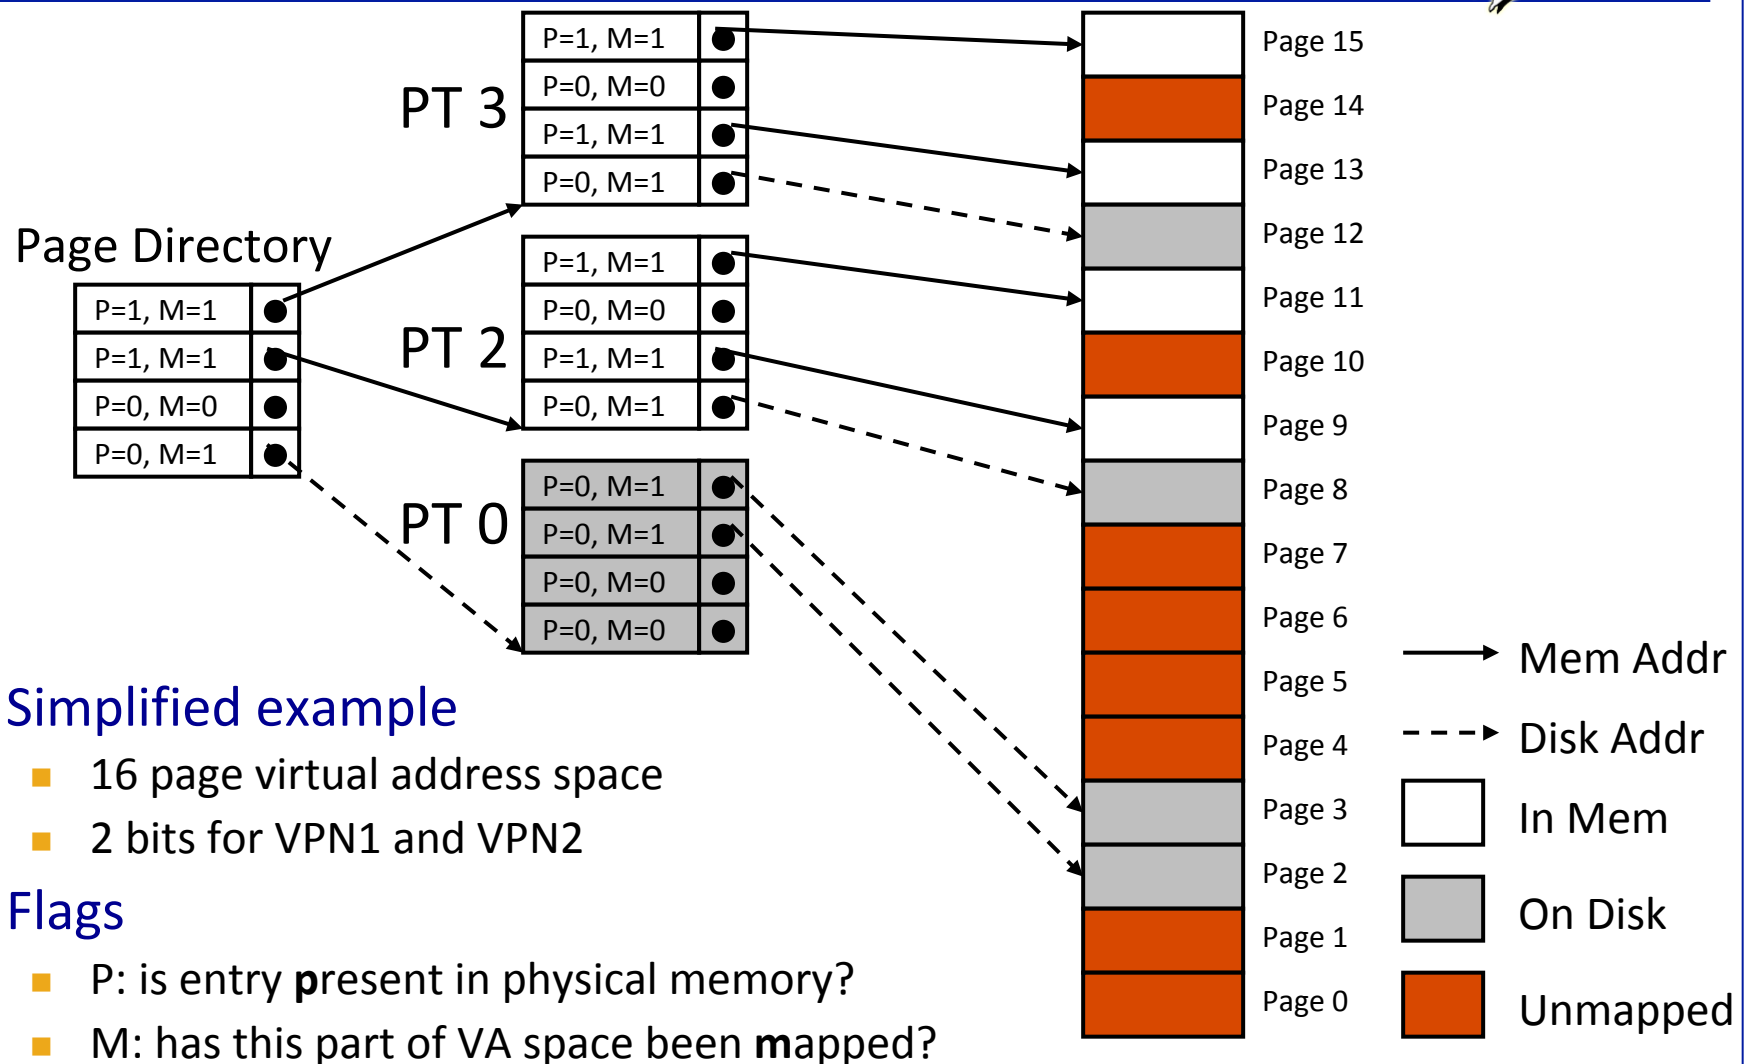 PT 3
P=1, M=1
P=0, M=0
P=1, M=1
P=0, M=1
Page Directory
P=1, M=1
P=1, M=1
P=0, M=0
P=0, M=1
PT 2
P=1, M=1
P=0, M=0
P=1, M=1
P=0, M=1
PT 0
P=0, M=1
P=0, M=1
P=0, M=0
P=0, M=0
Page 15
Page 14
Page 13
Page 12
Page 11
Page 10
Page 9
Page 8
Page 7
Page 6
Page 5
Page 4
Page 3
Page 2
Page 1
Page 0
Mem Addr
Disk Addr
In Mem
On Disk
Unmapped
Simplified example
16 page virtual address space
2 bits for VPN1 and VPN2
Flags
P: is entry present in physical memory?
M: has this part of VA space been mapped?